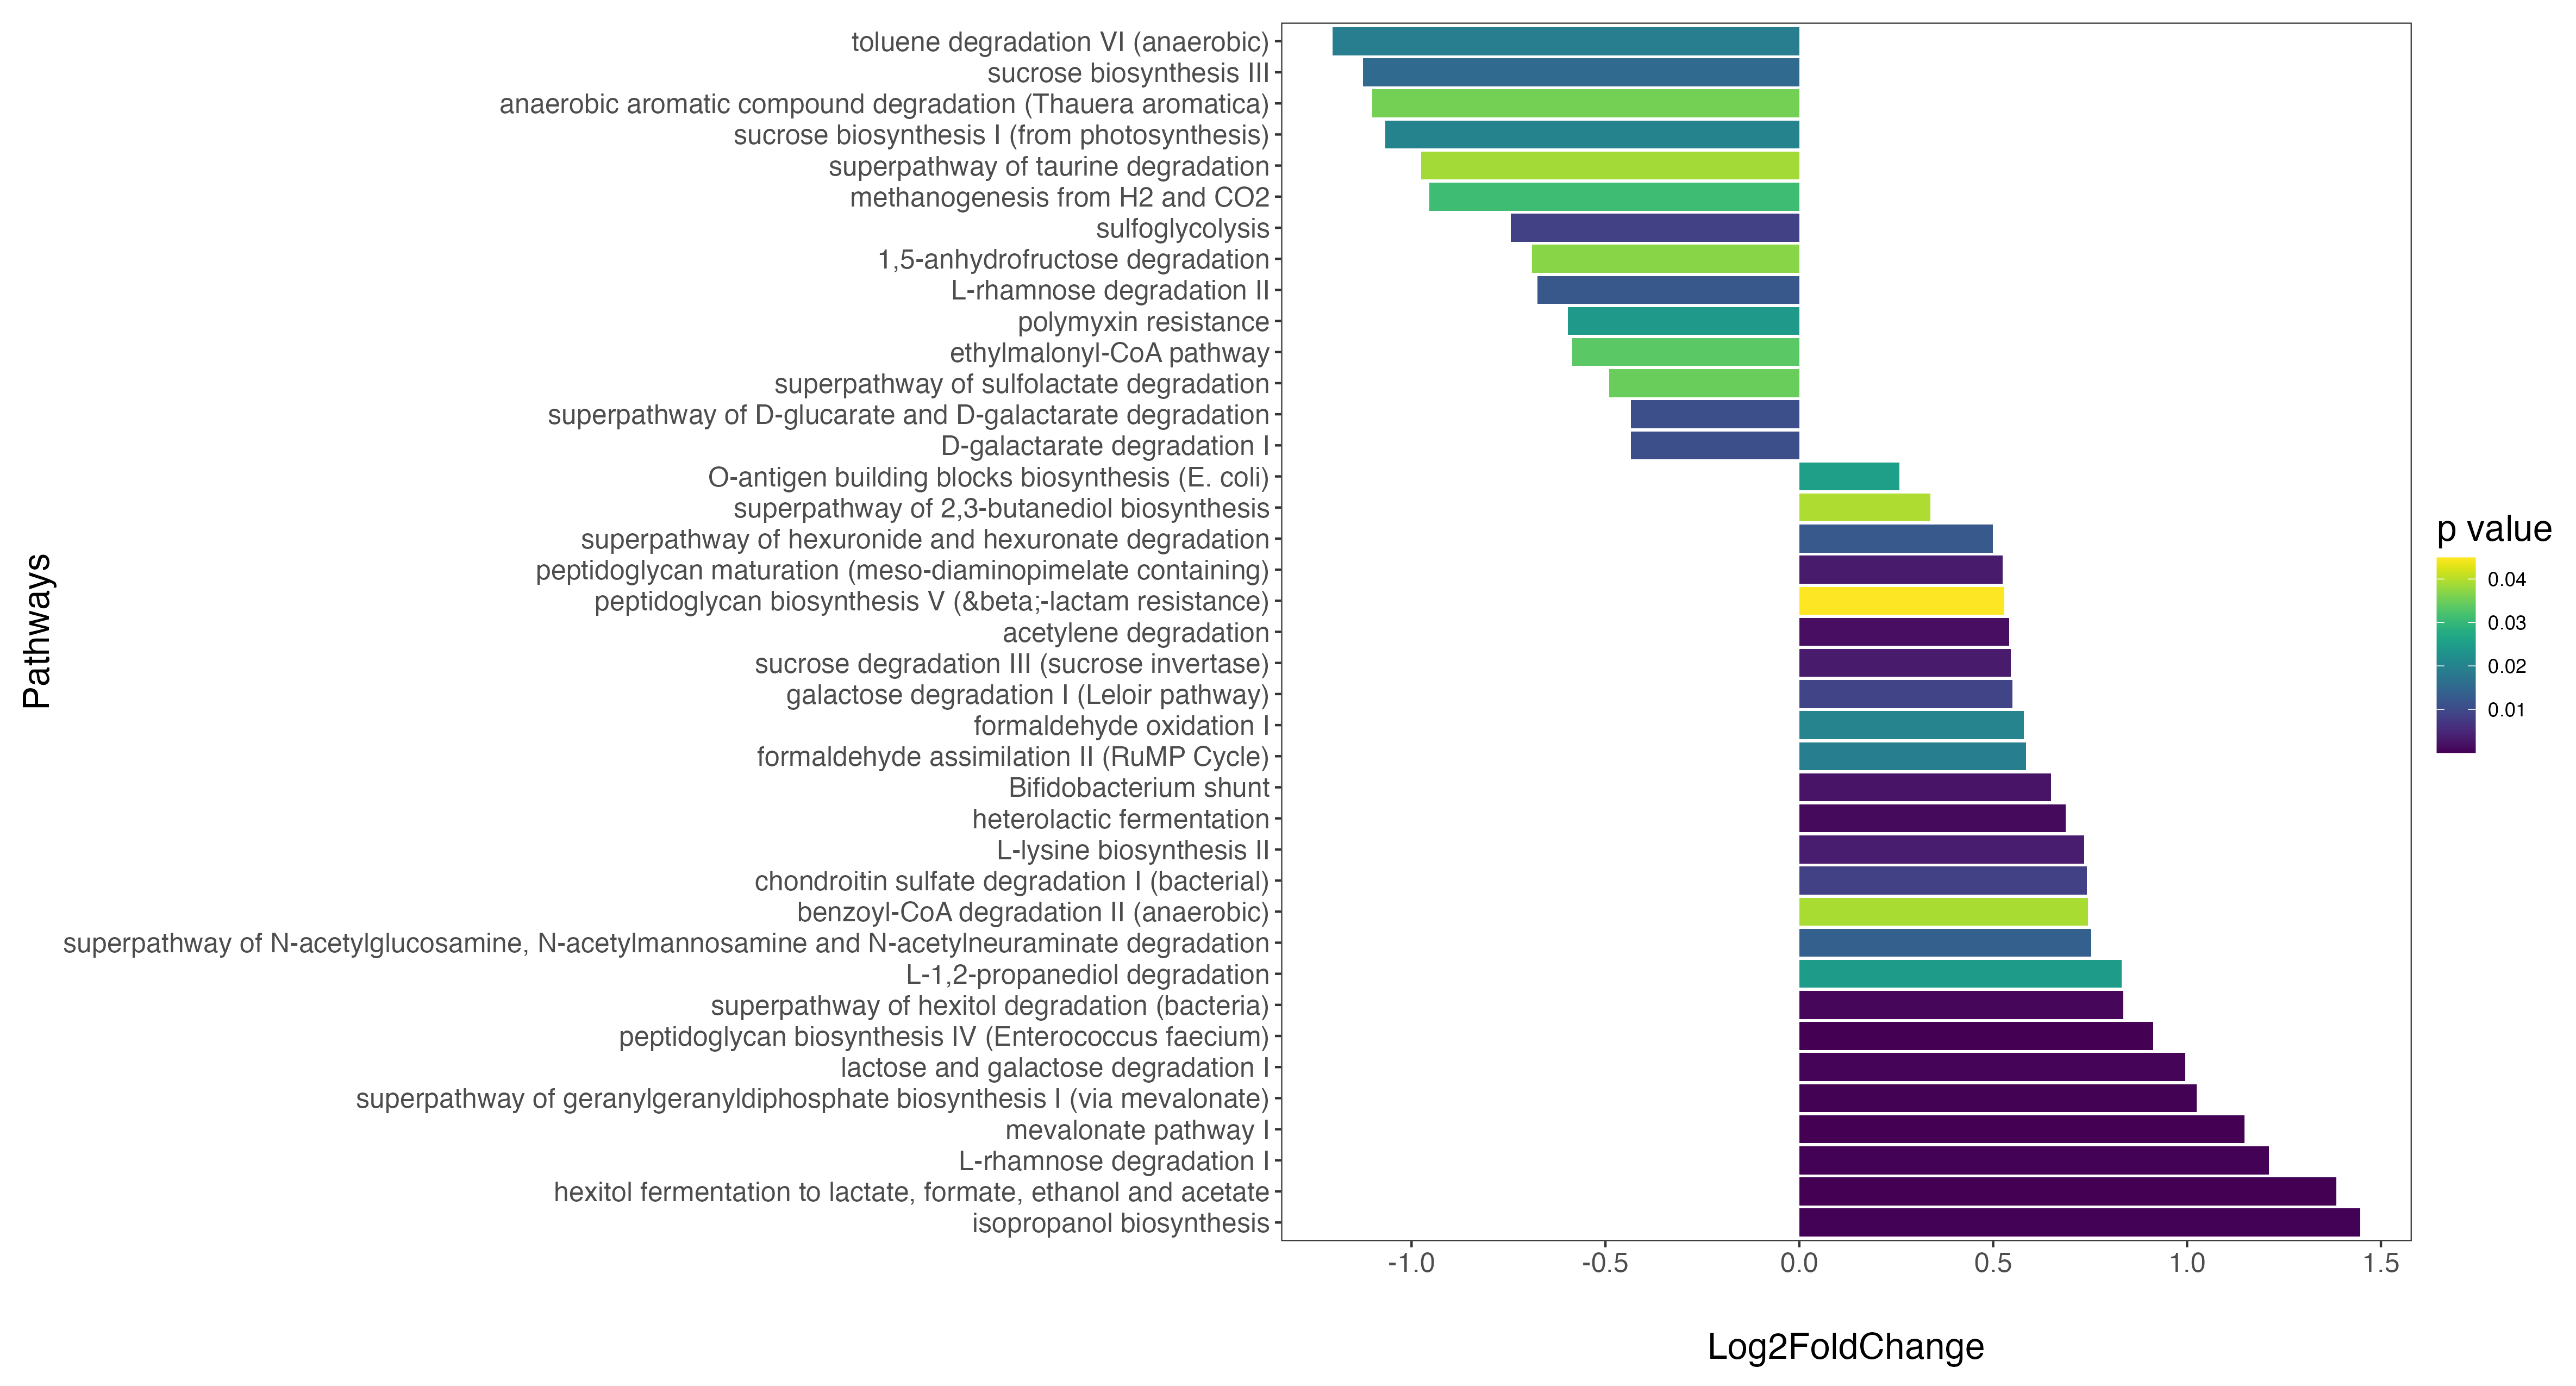 toluene degradation VI (anaerobic)
sucrose biosynthesis III
anaerobic aromatic compound degradation (Thauera aromatica)
sucrose biosynthesis I (from photosynthesis)
superpathway of taurine degradation
methanogenesis from H2 and CO2
sulfoglycolysis
1,5-anhydrofructose degradation
L-rhamnose degradation II
polymyxin resistance
ethylmalonyl-CoA pathway
superpathway of sulfolactate degradation
superpathway of D-glucarate and D-galactarate degradation
D-galactarate degradation I
O-antigen building blocks biosynthesis (E. coli)
superpathway of 2,3-butanediol biosynthesis
superpathway of hexuronide and hexuronate degradation
peptidoglycan maturation (meso-diaminopimelate containing)
peptidoglycan biosynthesis V (&beta;-lactam resistance)
acetylene degradation
sucrose degradation III (sucrose invertase)
galactose degradation I (Leloir pathway)
formaldehyde oxidation I
formaldehyde assimilation II (RuMP Cycle)
Bifidobacterium shunt
heterolactic fermentation
L-lysine biosynthesis II
chondroitin sulfate degradation I (bacterial)
benzoyl-CoA degradation II (anaerobic)
superpathway of N-acetylglucosamine, N-acetylmannosamine and N-acetylneuraminate degradation
L-1,2-propanediol degradation
superpathway of hexitol degradation (bacteria)
peptidoglycan biosynthesis IV (Enterococcus faecium)
lactose and galactose degradation I
superpathway of geranylgeranyldiphosphate biosynthesis I (via mevalonate)
mevalonate pathway I
L-rhamnose degradation I
hexitol fermentation to lactate, formate, ethanol and acetate
isopropanol biosynthesis
Pathways
-1.0 -0.5 0.0 0.5 1.0 1.5
Log2FoldChange
p value
0.04
0.03
0.02
0.01